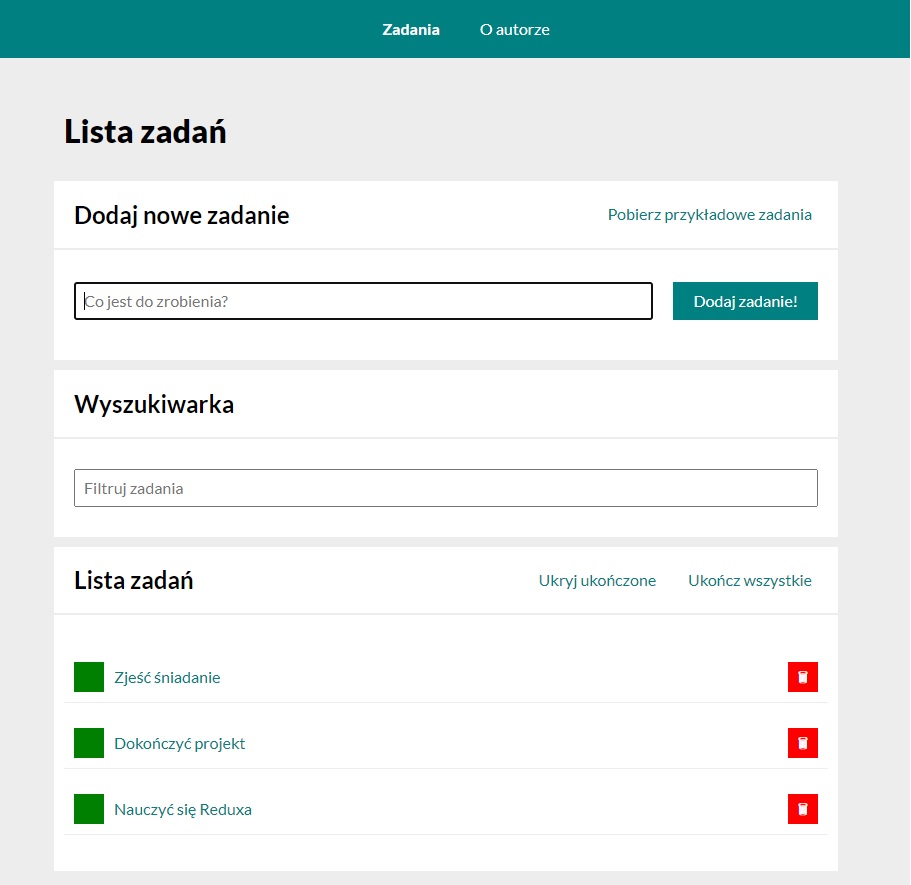 Zadania O autorze
Lista zadań
Dodaj nowe zadanie Pobierz przykładowe zadania
Co jest do zrobienia? Dodaj zadanie!
Wyszukiwarka
Filtruj zadania
Lista zadań Ukryj ukończone Ukończ wszystkie
Zjeść śniadanie
Dokończyć projekt
Nauczyć się Reduxa